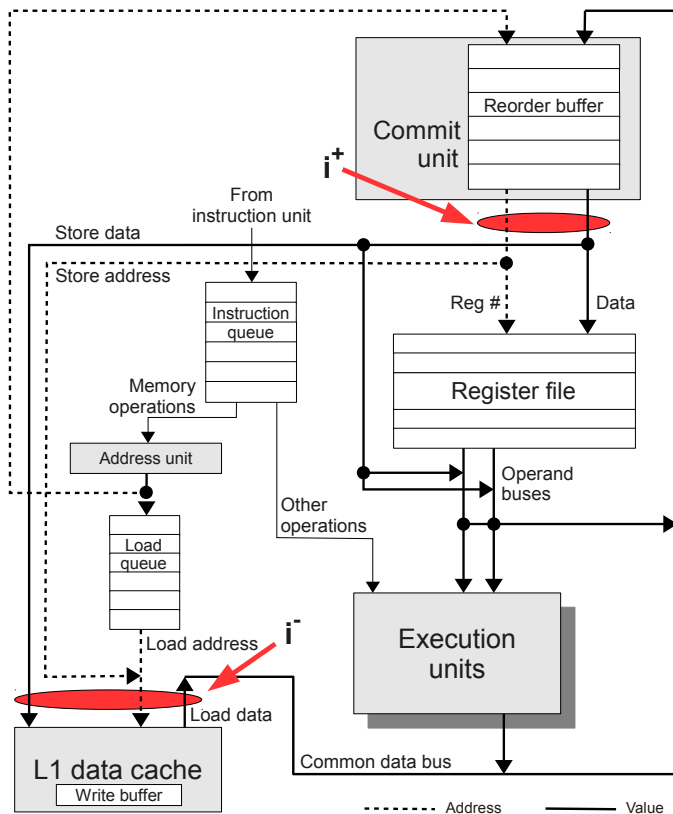 Reorder buffer
Commit
unit
i+
From
instruction unit
Store data
Store address
Instruction
queue
Reg #
Data
Register file
Memory
operations
Address unit
Operand
buses
Other
operations
Load
queue
Load address
i-
Execution
units
Load data
L1 data cache
Write buffer
Common data bus
Address
Value